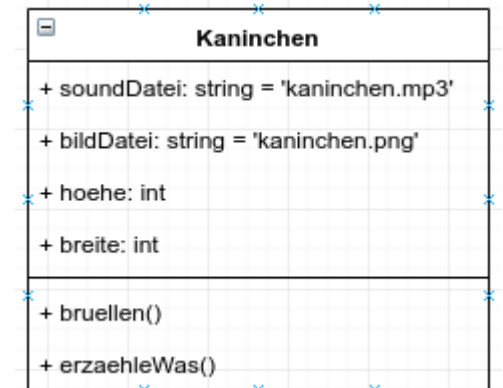 Kaninchen
+ soundDatei: string = 'kaninchen.mp3'
+ bildDatei: string = 'kaninchen.png'
+ hoehe: int
+ breite: int
+ bruellen()
+ erzaehleWas()